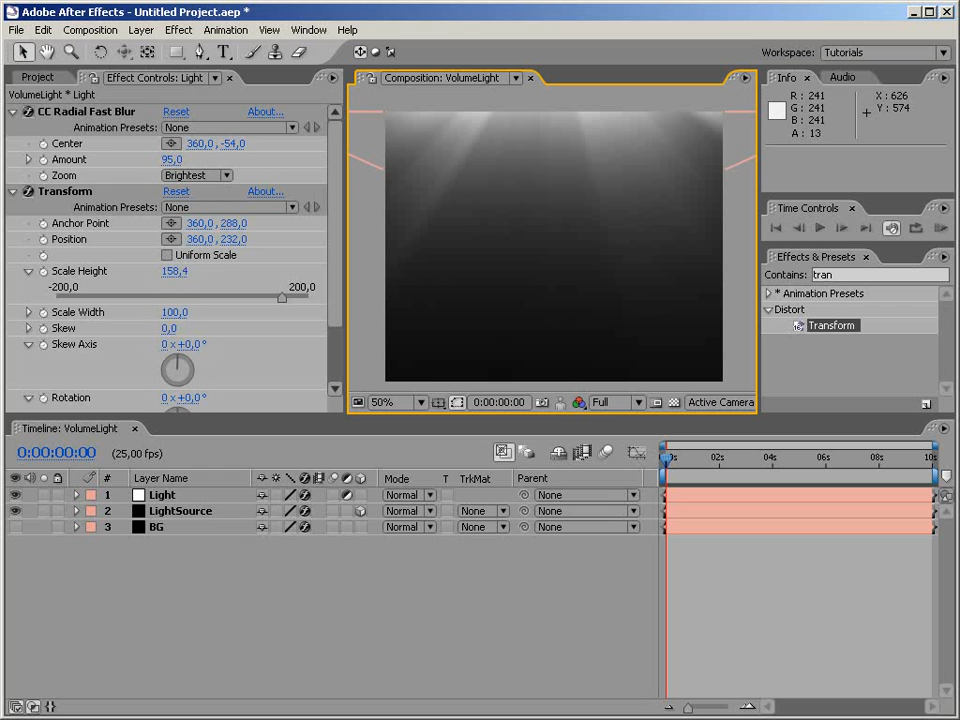 Adobe After Effects - Untitled Project.aep *
File Edit Composition Layer Effect Animation View Window Help
Workspace: Tutorials
Project Effect Controls: Light
VolumeLight * Light
CC Radial Fast Blur Reset About...
Animation Presets: None
Center 360,0 , -54,0
Amount 95,0
Zoom Brightest
Transform Reset About...
Animation Presets: None
Anchor Point 360,0 , 288,0
Position 360,0 , 232,0
Uniform Scale
Scale Height 158,4
-200,0 200,0
Scale Width 100,0
Skew 0,0
Skew Axis 0 x +0,0 °
Rotation 0 x +0,0 °
Composition: VolumeLight
50% 0:00:00:00 Full Active Camera
Info Audio
R : 241
G : 241
B : 241
A : 13
X : 626
Y : 574
Time Controls
Effects & Presets
Contains: tran
* Animation Presets
Distort
Transform
Timeline: VolumeLight
0:00:00:00 (25,00 fps)
0s 02s 04s 06s 08s 10s
# Layer Name Mode T TrkMat Parent
1 Light Normal None
2 LightSource Normal None None
3 BG Normal None None